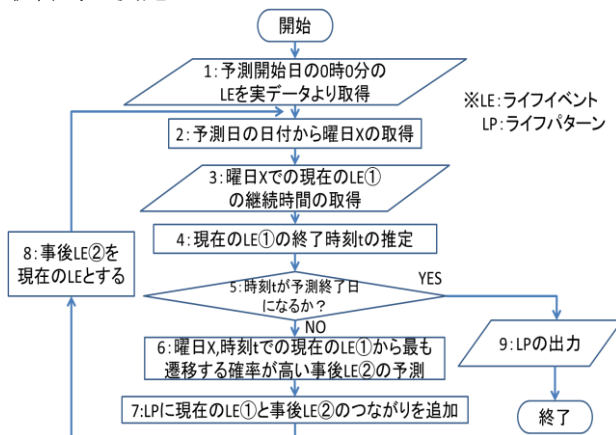 開始
1:予測開始日の0時0分の
LEを実データより取得
※LE:ライフイベント
LP:ライフパターン
2:予測日の日付から曜日Xの取得
3:曜日Xでの現在のLE①
の継続時間の取得
4:現在のLE①の終了時刻tの推定
8:事後LE②を
現在のLEとする
5:時刻tが予測終了日
になるか?
YES
NO
6:曜日X,時刻tでの現在のLE①から最も
遷移する確率が高い事後LE②の予測
9:LPの出力
7:LPに現在のLE①と事後LE②のつながりを追加
終了